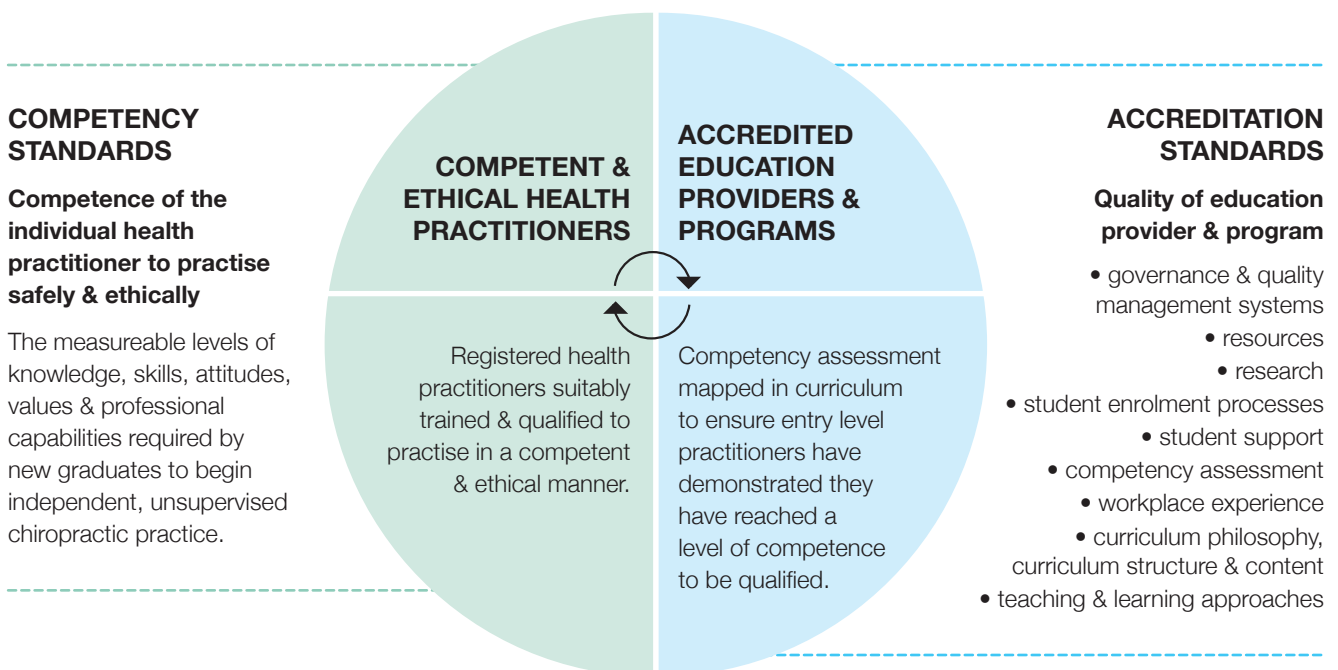 COMPETENCY
STANDARDS
Competence of the
individual health
practitioner to practise
safely & ethically
The measureable levels of
knowledge, skills, attitudes,
values & professional
capabilities required by
new graduates to begin
independent, unsupervised
chiropractic practice.
COMPETENT &
ETHICAL HEALTH
PRACTITIONERS
Registered health
practitioners suitably
trained & qualified to
practise in a competent
& ethical manner.
ACCREDITED
EDUCATION
PROVIDERS &
PROGRAMS
Competency assessment
mapped in curriculum
to ensure entry level
practitioners have
demonstrated they
have reached a
level of competence
to be qualified.
ACCREDITATION
STANDARDS
Quality of education
provider & program
• governance & quality
management systems
• resources
• research
• student enrolment processes
• student support
• competency assessment
• workplace experience
• curriculum philosophy,
curriculum structure & content
• teaching & learning approaches